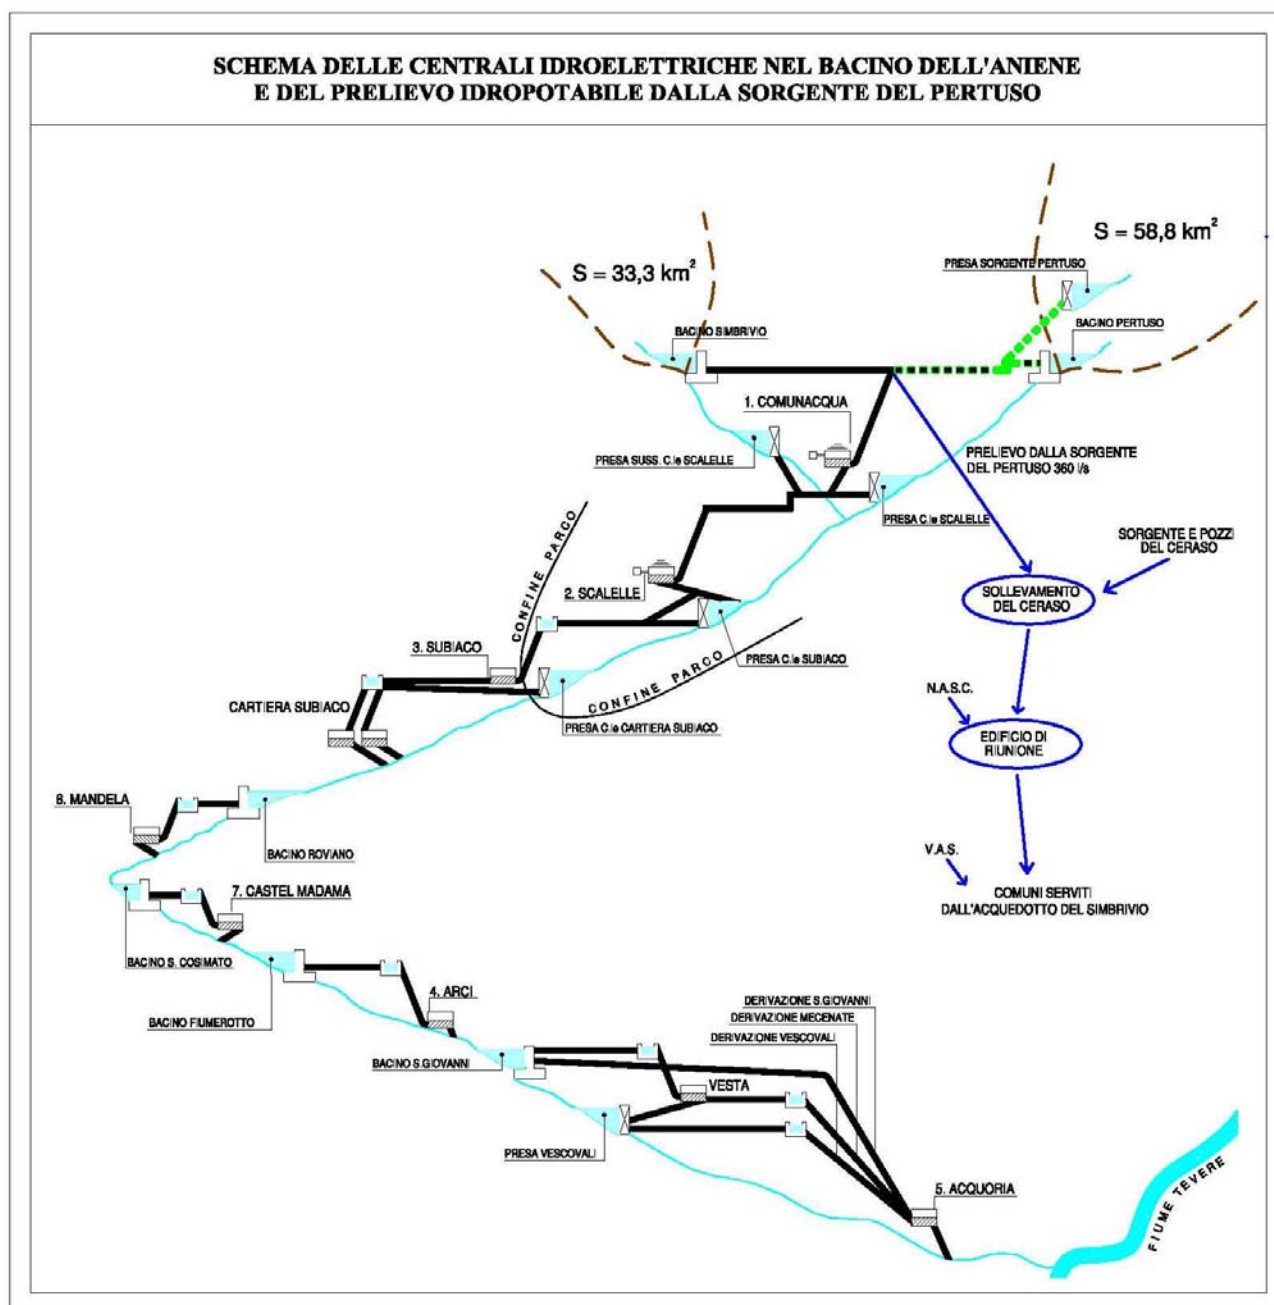 SCHEMA DELLE CENTRALI IDROELETTRICHE NEL BACINO DELL'ANIENE
E DEL PRELIEVO IDROPOTABILE DALLA SORGENTE DEL PERTUSO
S = 58,8 km²
PRESA SORGENTE PERTUSO
S = 33,3 km²
BACINO SIMBRIVIO
BACINO PERTUSO
1. COMUNACQUA
PRESA SUSS. C.le SCALELLE
PRELIEVO DALLA SORGENTE
DEL PERTUSO 360 l/s
PRESA C.le SCALELLE
SORGENTE E POZZI
DEL CERASO
CONFINE PARCO
2. SCALELLE
SOLLEVAMENTO
DEL CERASO
3. SUBIACO
PRESA C.le SUBIACO
CONFINE PARCO
N.A.S.C.
CARTIERA SUBIACO
PRESA C.le CARTIERA SUBIACO
EDIFICIO DI
RIUNIONE
6. MANDELA
BACINO ROVIANO
V.A.S.
7. CASTEL MADAMA
COMUNI SERVITI
DALL'ACQUEDOTTO DEL SIMBRIVIO
BACINO S. COSIMATO
4. ARCI
BACINO FIUMEROTTO
DERIVAZIONE S.GIOVANNI
DERIVAZIONE MECENATE
DERIVAZIONE VESCOVALI
BACINO S.GIOVANNI
VESTA
PRESA VESCOVALI
5. ACQUORIA
FIUME TEVERE